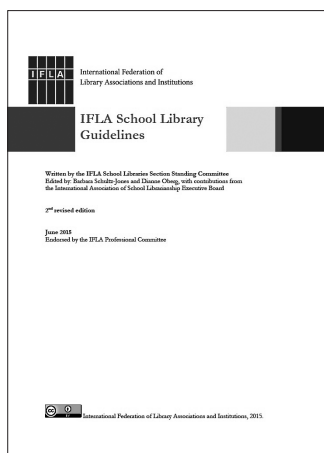 IFLA
International Federation of
Library Associations and Institutions
IFLA School Library
Guidelines
Written by the IFLA School Libraries Section Standing Committee
Edited by: Barbara Schultz-Jones and Dianne Oberg, with contributions from
the International Association of School Librarianship Executive Board
2nd revised edition
June 2015
Endorsed by the IFLA Professional Committee
cc
BY
International Federation of Library Associations and Institutions, 2015.